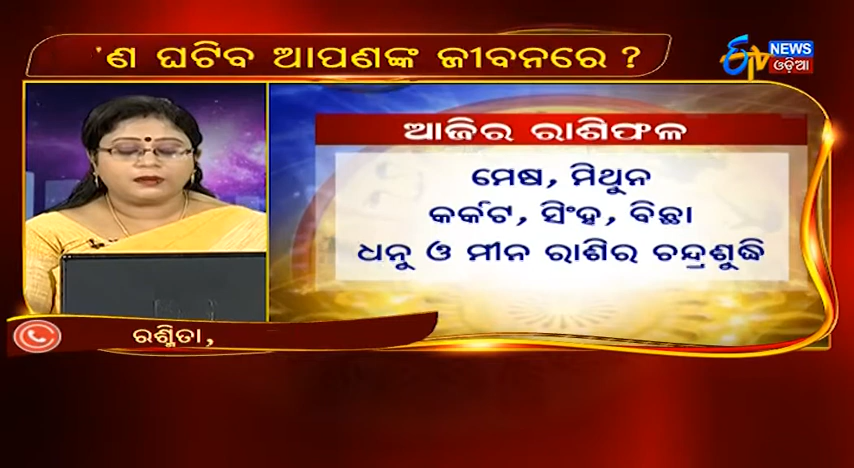 'ଣ ଘଟିବ ଆପଣଙ୍କ ଜୀବନରେ ?
ETV NEWS
ଓଡ଼ିଆ
ଆଜିର ରାଶିଫଳ
ମେଷ, ମିଥୁନ
କର୍କଟ, ସିଂହ, ବିଛା
ଧନୁ ଓ ମୀନ ରାଶିର ଚନ୍ଦ୍ରଶୁଦ୍ଧି
ରଶ୍ମିତା,